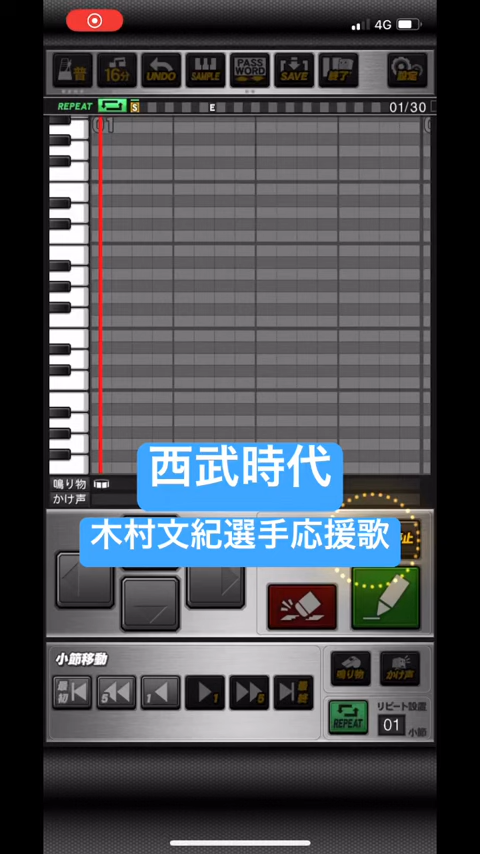 4G
音
16分
UNDO
SAMPLE
PASS
WORD
SAVE
終了
設定
REPEAT
S
E
01/30
01
鳴り物
かけ声
西武時代
木村文紀選手応援歌
止
小節移動
最初
5
1
1
5
最終
鳴り物
かけ声
REPEAT
リピート設置
01
小節